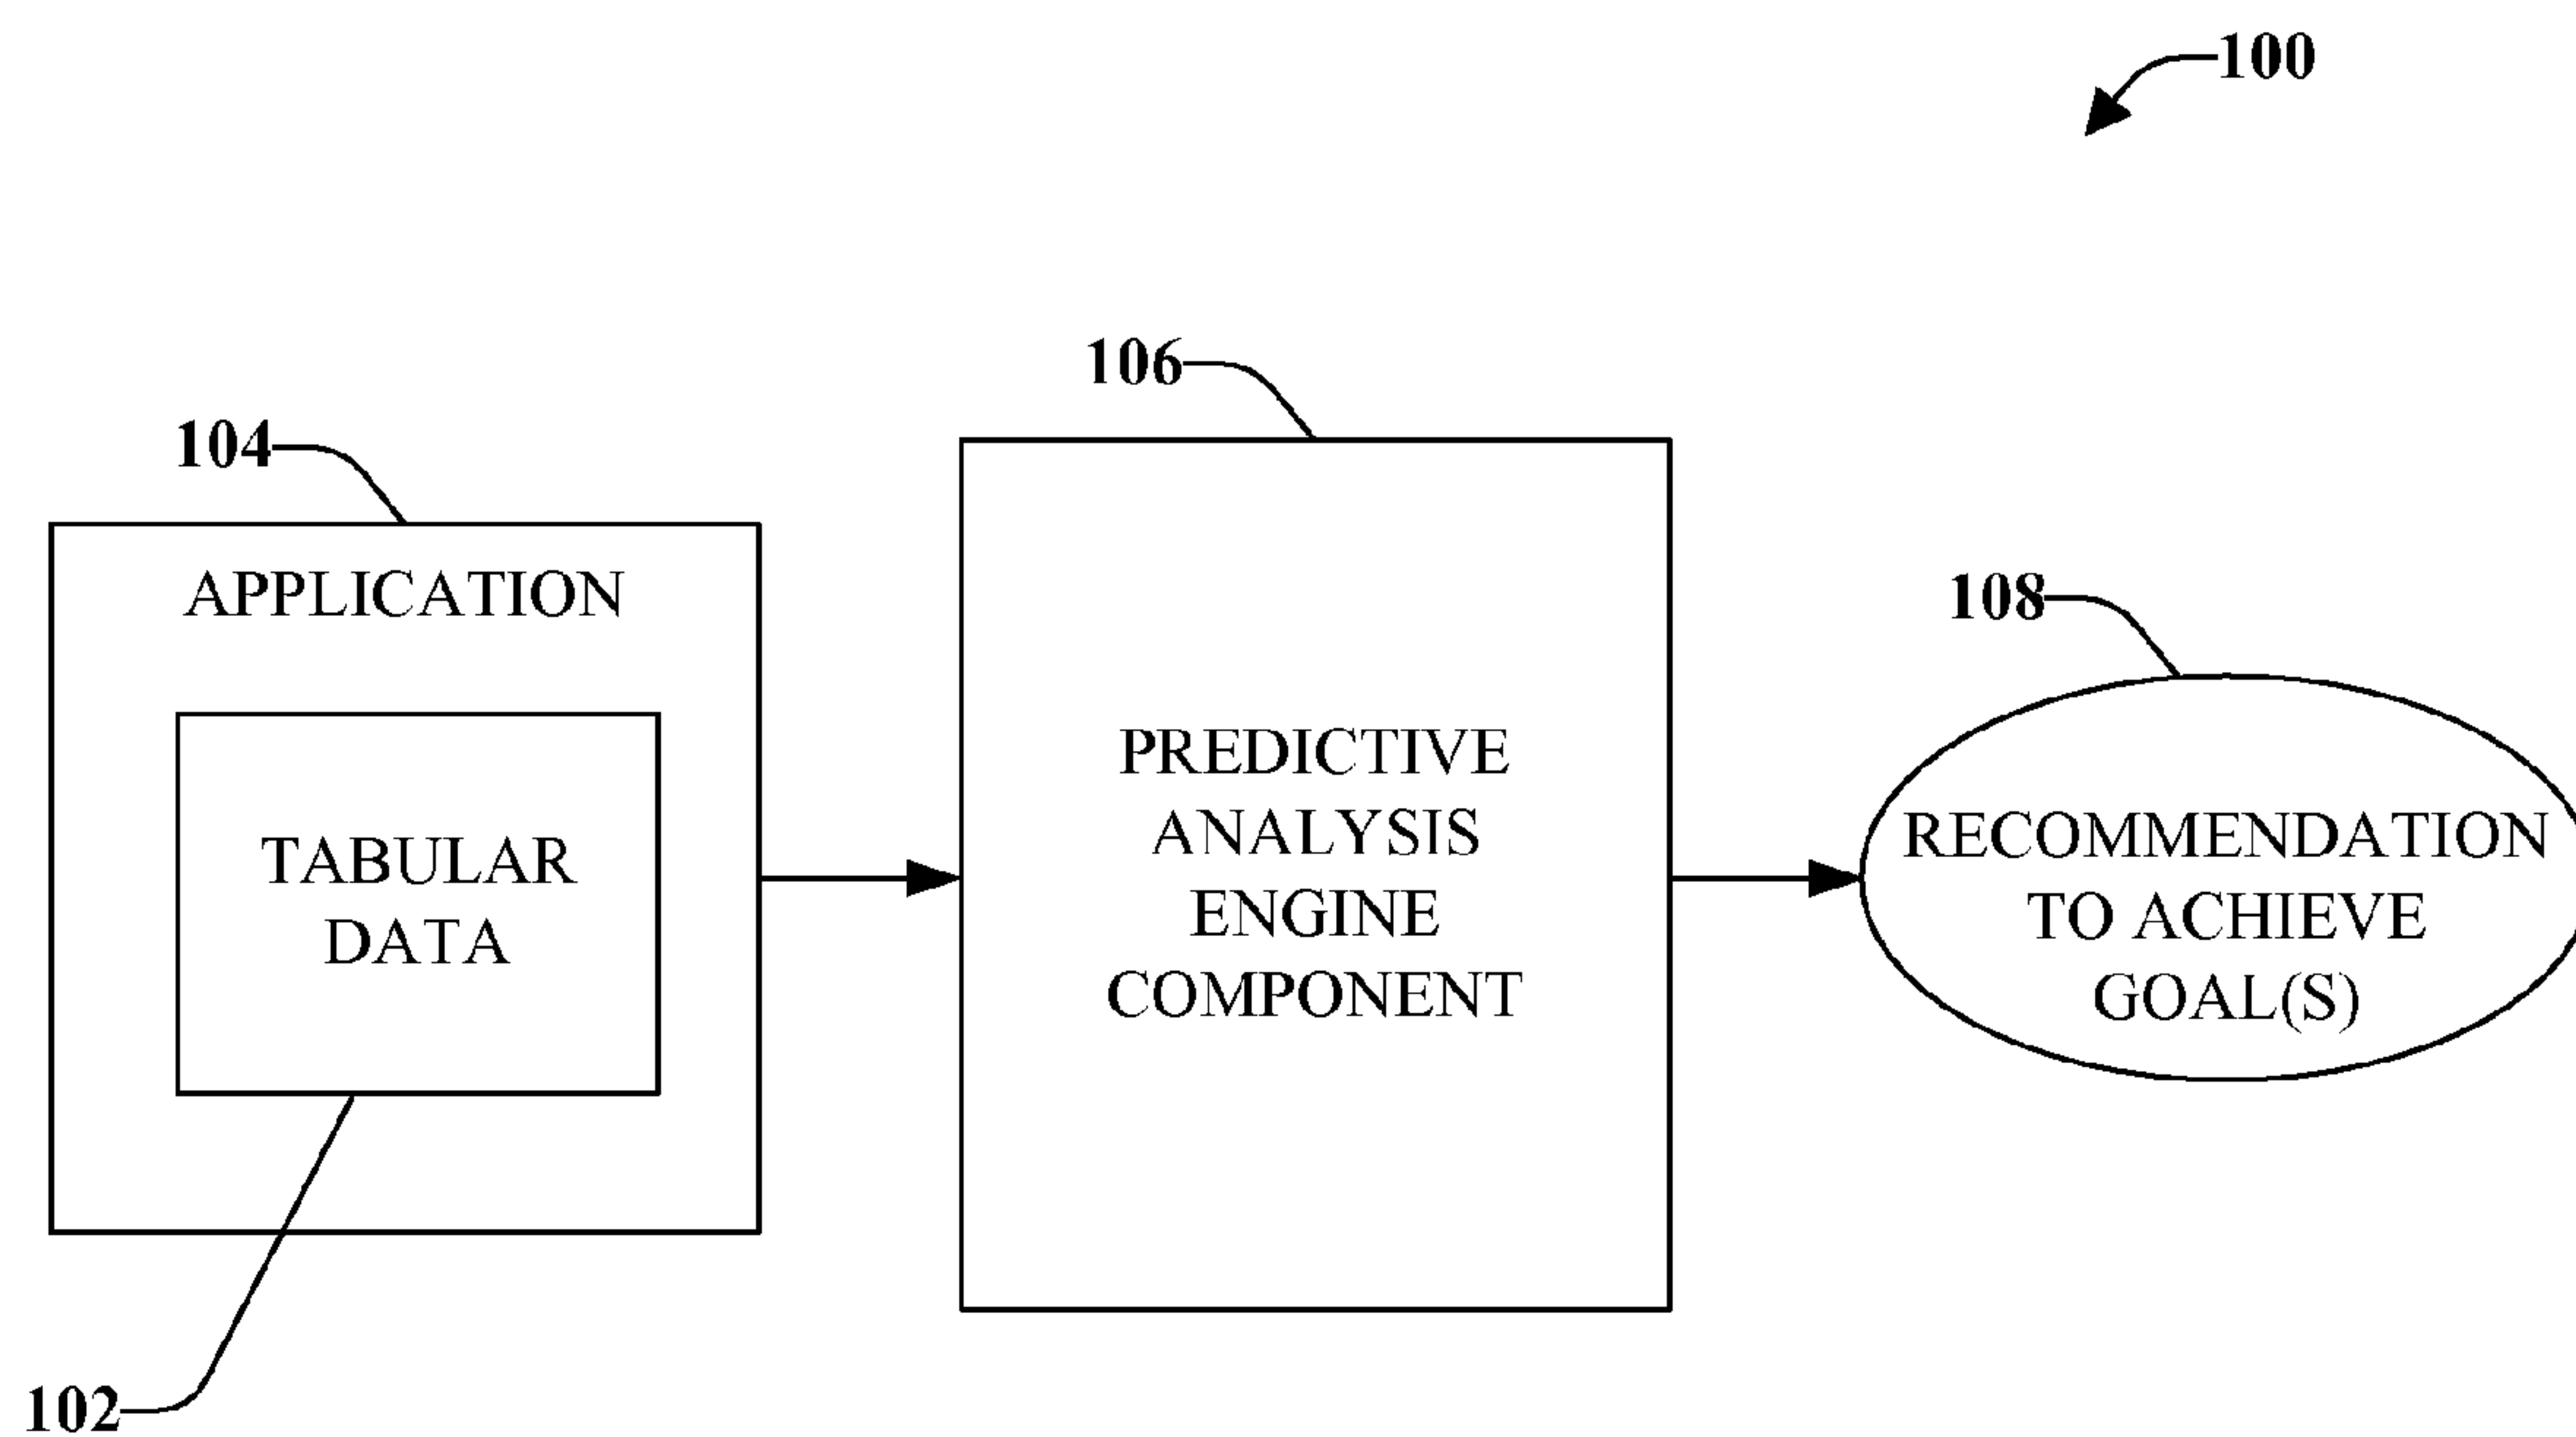 100
106
104
APPLICATION
108
TABULAR
DATA
PREDICTIVE
ANALYSIS
ENGINE
COMPONENT
RECOMMENDATION
TO ACHIEVE
GOAL(S)
102